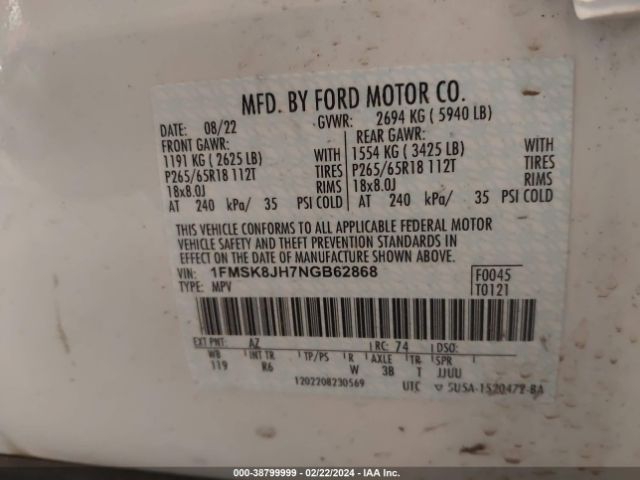 MFD. BY FORD MOTOR CO.
DATE: 08/22 GVWR: 2694 KG ( 5940 LB)
FRONT GAWR: REAR GAWR:
1191 KG ( 2625 LB) WITH 1554 KG ( 3425 LB) WITH
P265/65R18 112T TIRES P265/65R18 112T TIRES
18x8.0J RIMS 18x8.0J RIMS
AT 240 kPa/ 35 PSI COLD AT 240 kPa/ 35 PSI COLD
THIS VEHICLE CONFORMS TO ALL APPLICABLE FEDERAL MOTOR
VEHICLE SAFETY AND THEFT PREVENTION STANDARDS IN
EFFECT ON THE DATE OF MANUFACTURE SHOWN ABOVE.
VIN: 1FMSK8JH7NGB62868 F0045
TYPE: MPV T0121
EXT PNT: AZ RC: 74 DSO:
WB INT TR TP/PS R AXLE TR SPR
119 R6 W 3B T JJUU
1202208230569 UTC 5U5A-1520472-BA
000-38799999 - 02/22/2024 - IAA Inc.